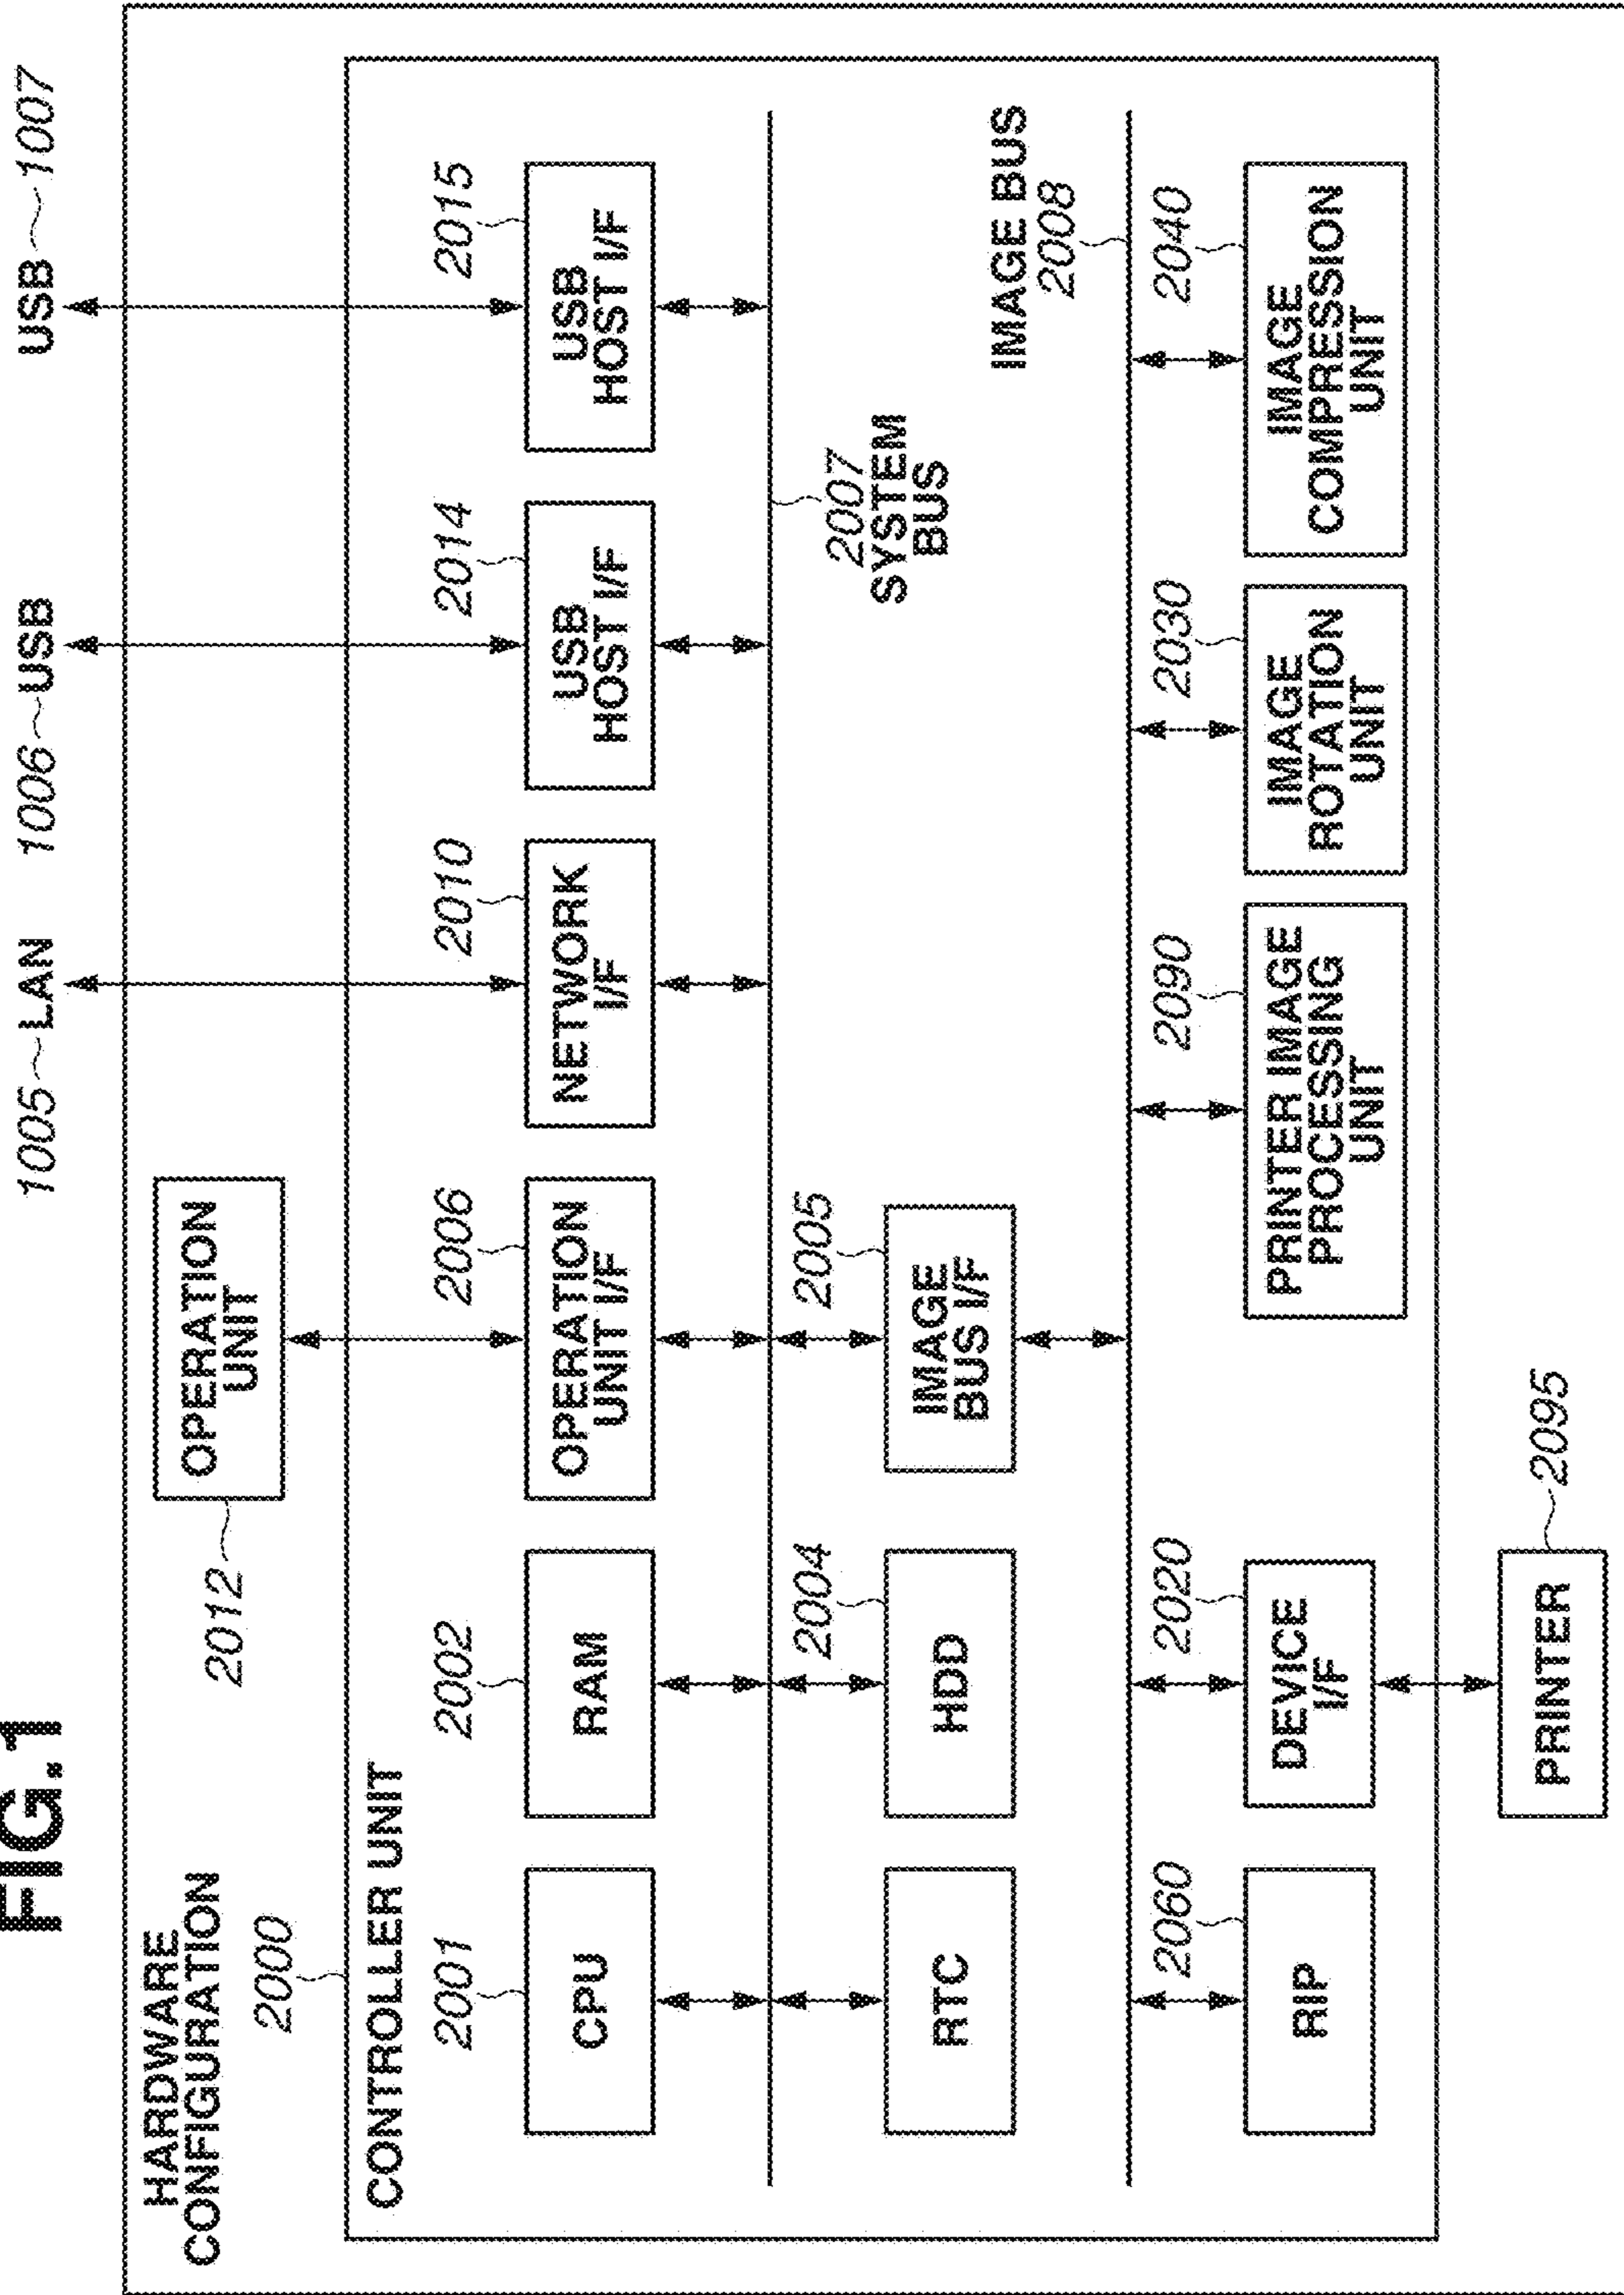 FIG.1
HARDWARE
CONFIGURATION
2000
OPERATION
UNIT
2012
1005
LAN
1006
USB
USB
1007
CONTROLLER UNIT
2001
CPU
2002
RAM
2006
OPERATION
UNIT I/F
2010
NETWORK
I/F
2014
USB
HOST I/F
2015
USB
HOST I/F
2007
SYSTEM
BUS
RTC
2004
HDD
2005
IMAGE
BUS I/F
IMAGE BUS
2008
2060
RIP
2020
DEVICE
I/F
2090
PRINTER IMAGE
PROCESSING
UNIT
2030
IMAGE
ROTATION
UNIT
2040
IMAGE
COMPRESSION
UNIT
PRINTER
2095